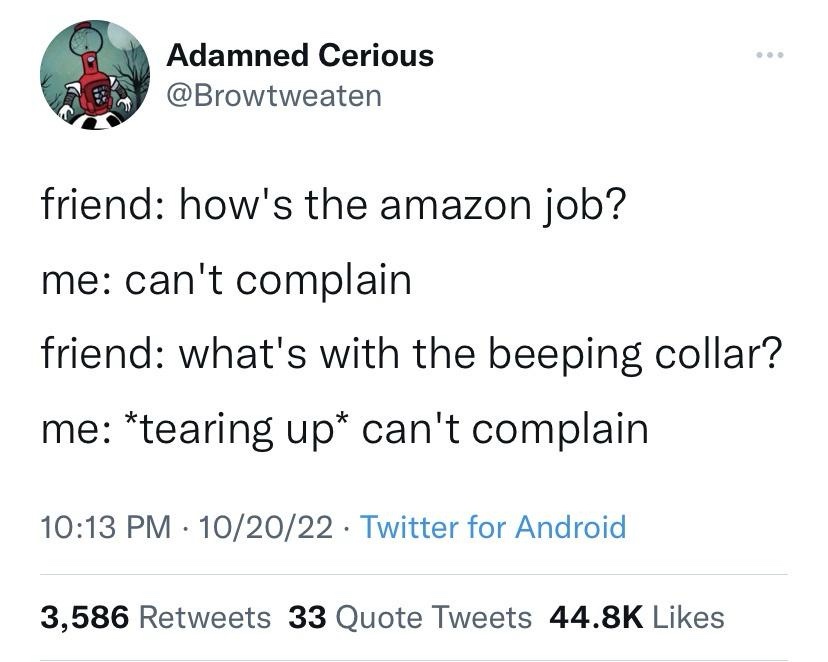 Adamned Cerious
@Browtweaten
friend: how's the amazon job?
me: can't complain
friend: what's with the beeping collar?
me: *tearing up* can't complain
10:13 PM · 10/20/22 · Twitter for Android
3,586 Retweets 33 Quote Tweets 44.8K Likes